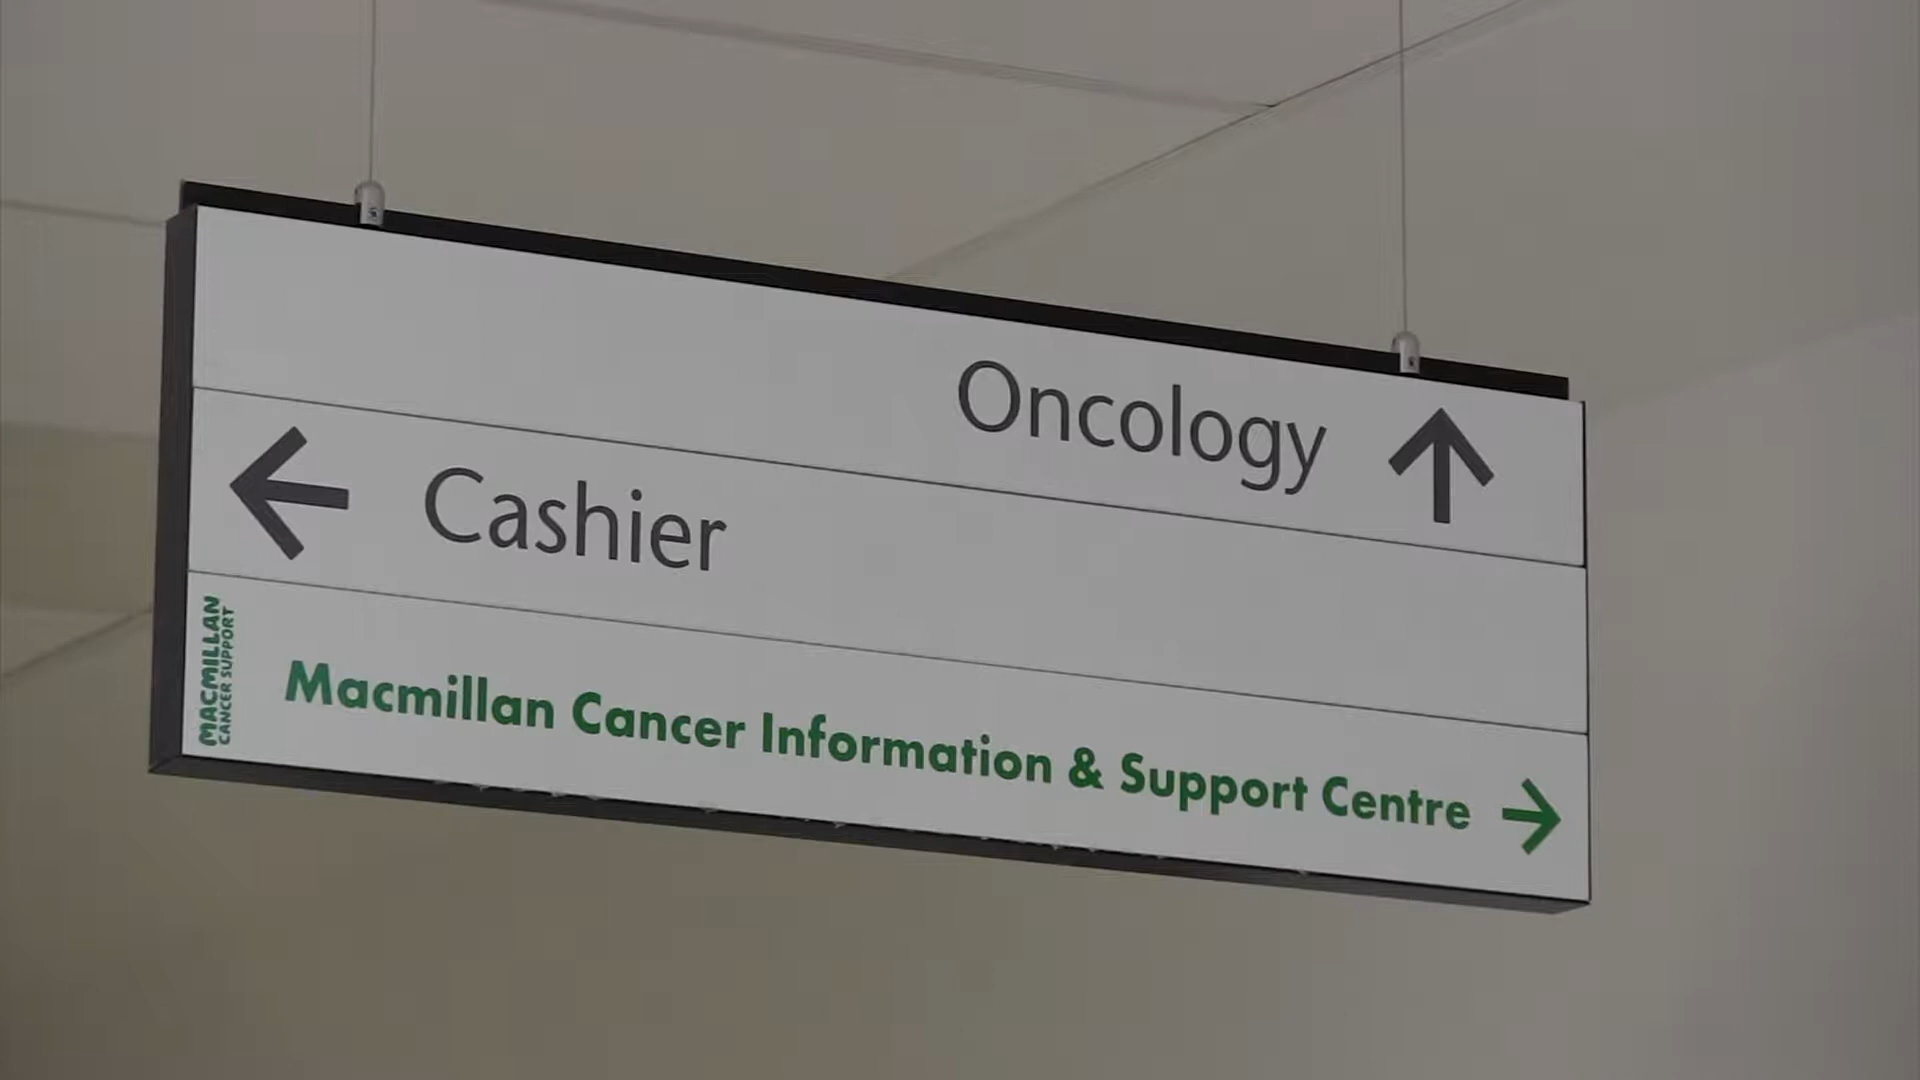 Oncology
Cashier
MACMILLAN
CANCER SUPPORT
Macmillan Cancer Information & Support Centre